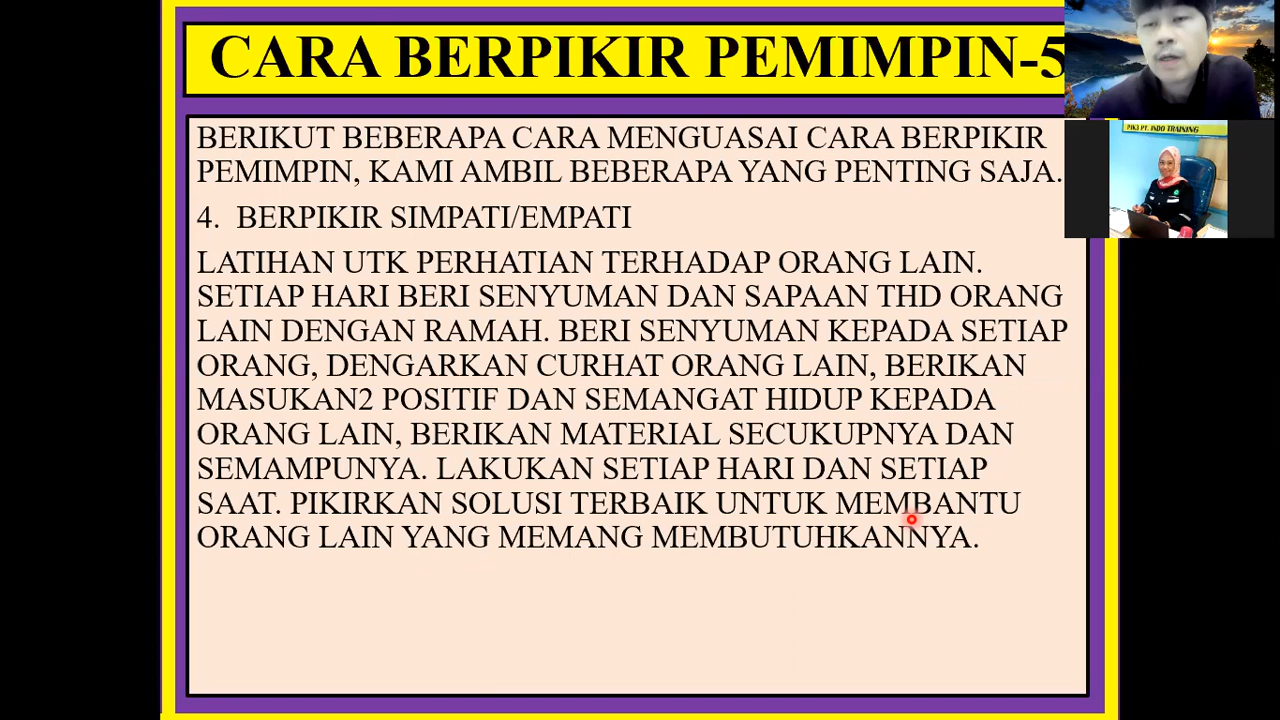 CARA BERPIKIR PEMIMPIN-5
BERIKUT BEBERAPA CARA MENGUASAI CARA BERPIKIR
PEMIMPIN, KAMI AMBIL BEBERAPA YANG PENTING SAJA.
4. BERPIKIR SIMPATI/EMPATI
LATIHAN UTK PERHATIAN TERHADAP ORANG LAIN.
SETIAP HARI BERI SENYUMAN DAN SAPAAN THD ORANG
LAIN DENGAN RAMAH. BERI SENYUMAN KEPADA SETIAP
ORANG, DENGARKAN CURHAT ORANG LAIN, BERIKAN
MASUKAN2 POSITIF DAN SEMANGAT HIDUP KEPADA
ORANG LAIN, BERIKAN MATERIAL SECUKUPNYA DAN
SEMAMPUNYA. LAKUKAN SETIAP HARI DAN SETIAP
SAAT. PIKIRKAN SOLUSI TERBAIK UNTUK MEMBANTU
ORANG LAIN YANG MEMANG MEMBUTUHKANNYA.
PJK3 PT. INDO TRAINING